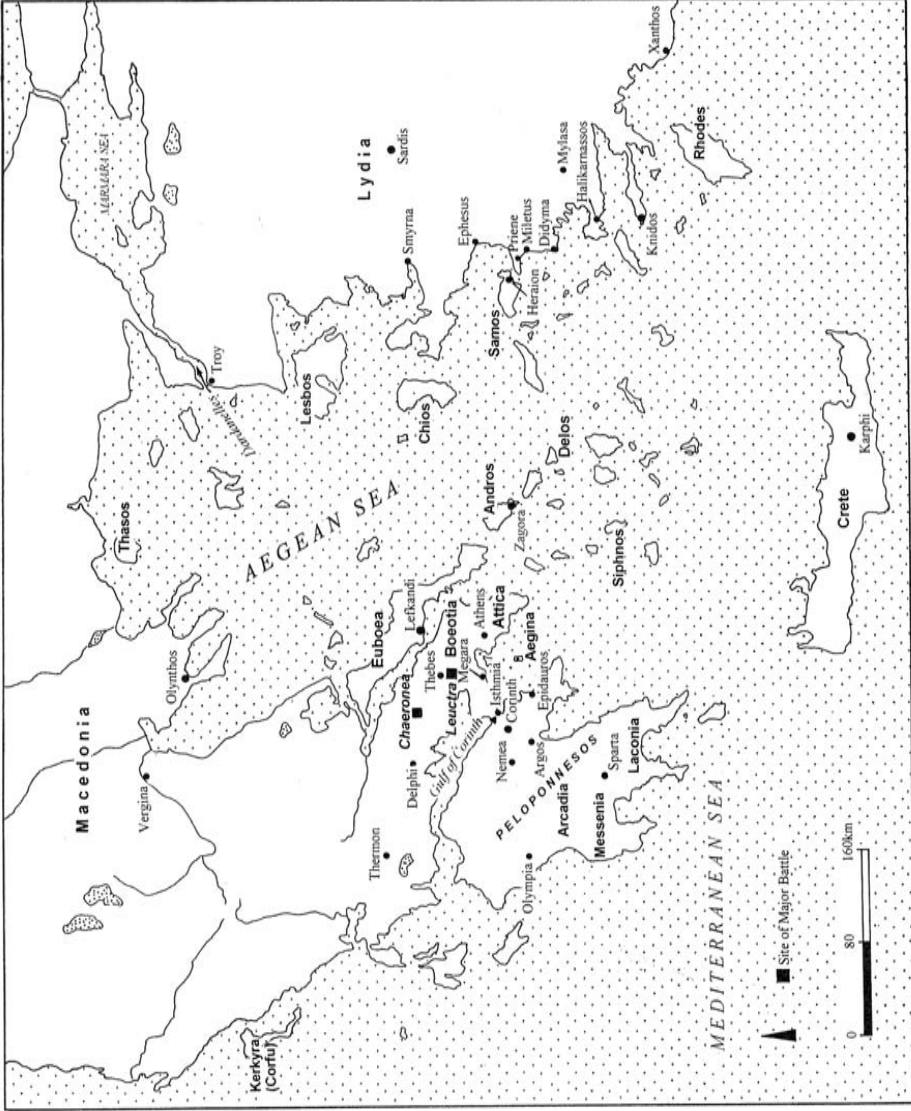 Macedonia
Vergina
Olynthos
Thasos
MARMARA SEA
Dardanelles
Troy
Kerkyra
(Corfu)
AEGEAN SEA
Lesbos
Lydia
Sardis
Smyrna
Chios
Thermon
Delphi
Chaeronea
Euboea
Lefkandi
Thebes
Leuctra
Boeotia
Gulf of Corinth
Megara
Athens
Attica
Isthmia
Corinth
Nemea
Aegina
Epidauros
Argos
Olympia
PELOPONNESOS
Arcadia
Messenia
Sparta
Laconia
Andros
Zagora
Delos
Siphnos
Samos
Heraion
Ephesus
Priene
Miletus
Didyma
Mylasa
Halikarnassos
Knidos
Rhodes
Xanthos
Crete
Karphi
MEDITERRANEAN SEA
Site of Major Battle
0
80
160km